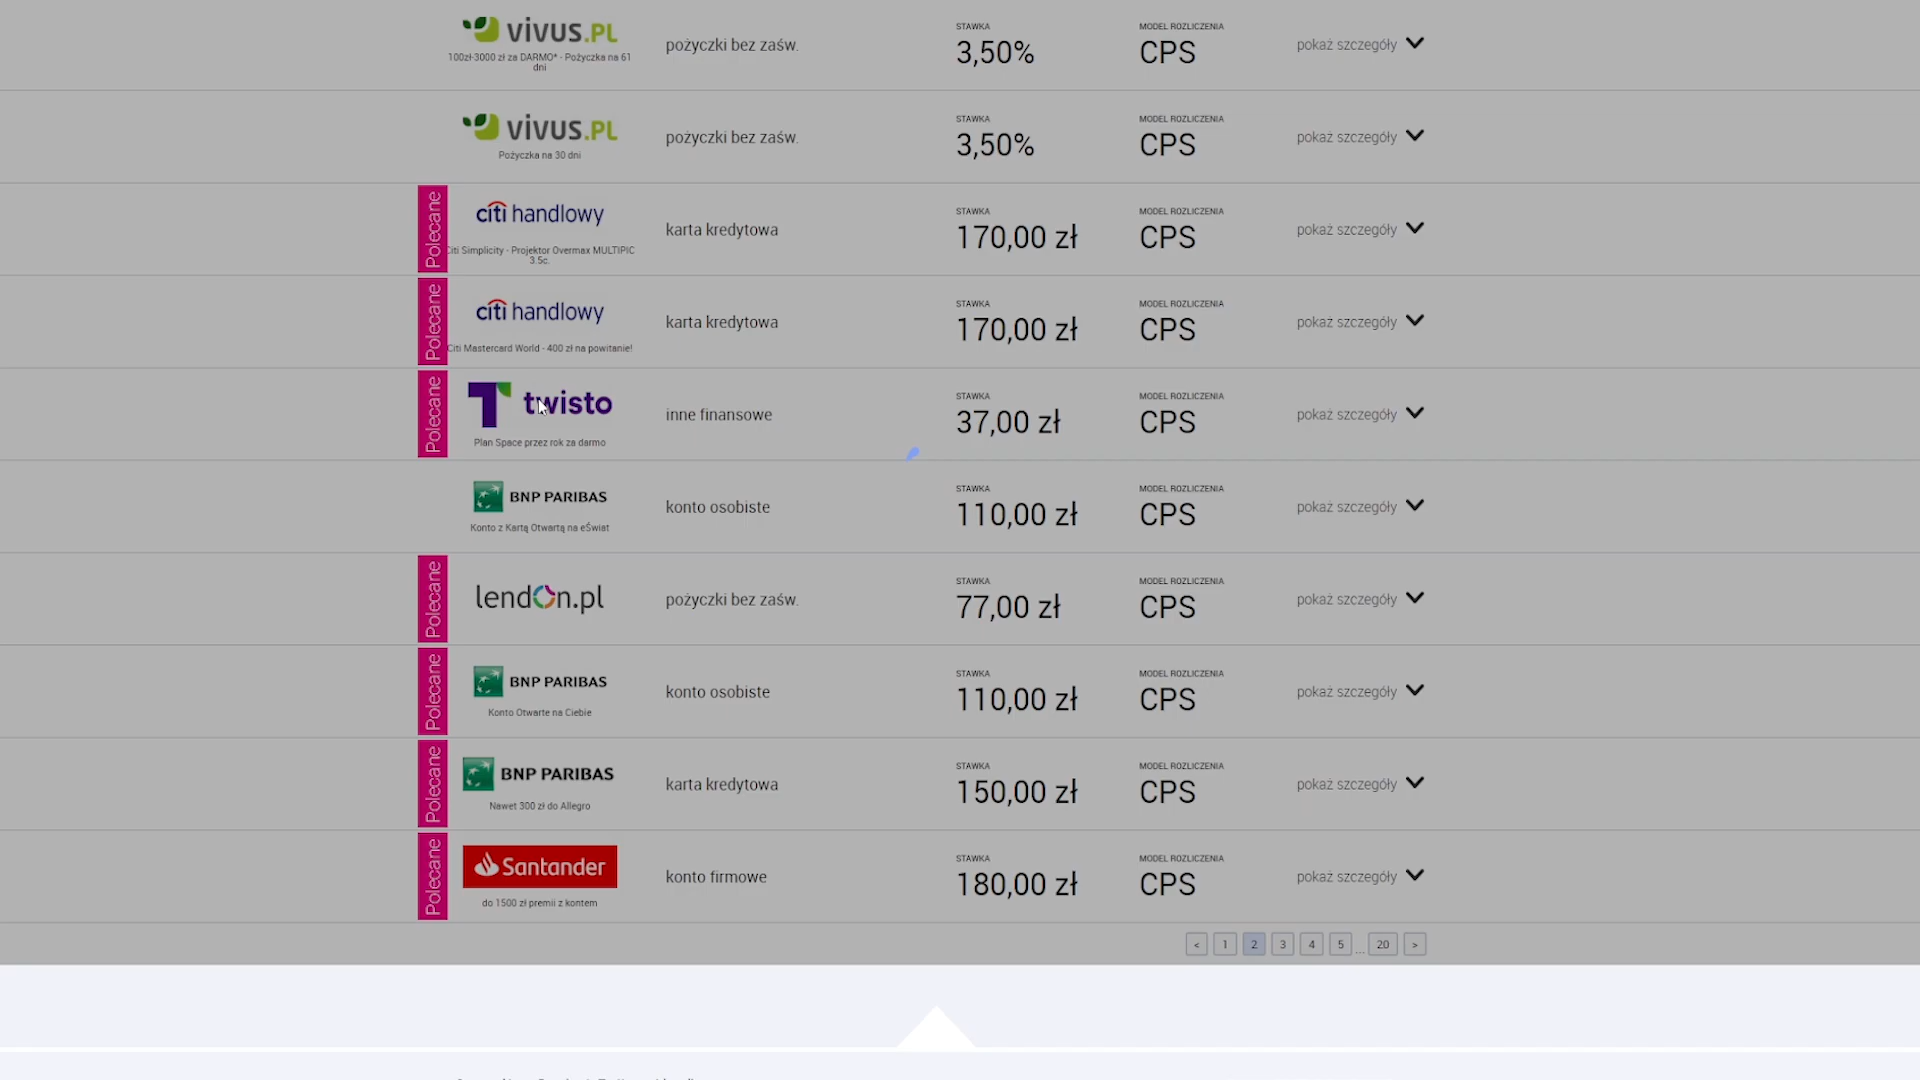 vivus.PL
100zł-3000 zł za DARMO* - Pożyczka na 61
dni
pożyczki bez zaśw.
STAWKA
3,50%
MODEL ROZLICZENIA
CPS
pokaż szczegóły
vivus.PL
Pożyczka na 30 dni
pożyczki bez zaśw.
STAWKA
3,50%
MODEL ROZLICZENIA
CPS
pokaż szczegóły
Polecane
citi handlowy
Citi Simplicity - Projektor Overmax MULTIPIC
3.5c.
karta kredytowa
STAWKA
170,00 zł
MODEL ROZLICZENIA
CPS
pokaż szczegóły
Polecane
citi handlowy
Citi Mastercard World - 400 zł na powitanie!
karta kredytowa
STAWKA
170,00 zł
MODEL ROZLICZENIA
CPS
pokaż szczegóły
Polecane
twisto
Plan Space przez rok za darmo
inne finansowe
STAWKA
37,00 zł
MODEL ROZLICZENIA
CPS
pokaż szczegóły
BNP PARIBAS
Konto z Kartą Otwartą na eŚwiat
konto osobiste
STAWKA
110,00 zł
MODEL ROZLICZENIA
CPS
pokaż szczegóły
Polecane
lendon.pl
pożyczki bez zaśw.
STAWKA
77,00 zł
MODEL ROZLICZENIA
CPS
pokaż szczegóły
Polecane
BNP PARIBAS
Konto Otwarte na Ciebie
konto osobiste
STAWKA
110,00 zł
MODEL ROZLICZENIA
CPS
pokaż szczegóły
Polecane
BNP PARIBAS
Nawet 300 zł do Allegro
karta kredytowa
STAWKA
150,00 zł
MODEL ROZLICZENIA
CPS
pokaż szczegóły
Polecane
Santander
do 1500 zł premii z kontem
konto firmowe
STAWKA
180,00 zł
MODEL ROZLICZENIA
CPS
pokaż szczegóły
< 1 2 3 4 5 ... 20 >